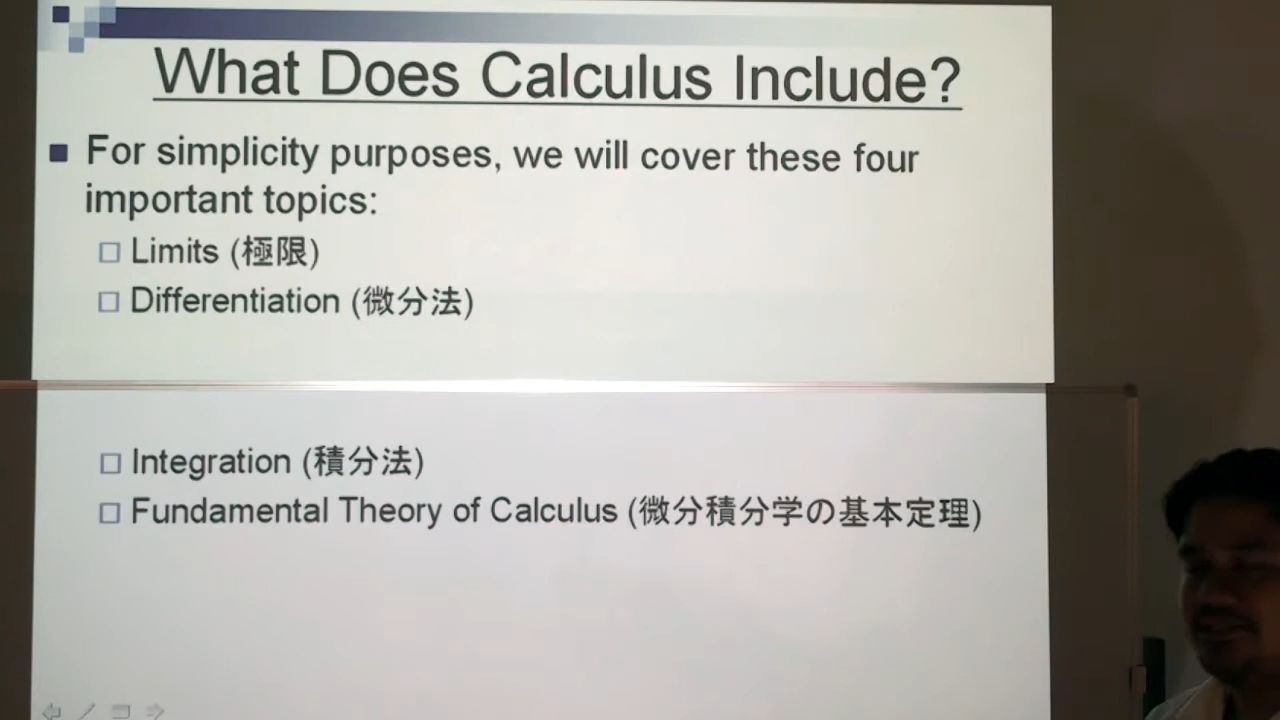 What Does Calculus Include?
For simplicity purposes, we will cover these four
important topics:
Limits (極限)
Differentiation (微分法)
Integration (積分法)
Fundamental Theory of Calculus (微分積分学の基本定理)